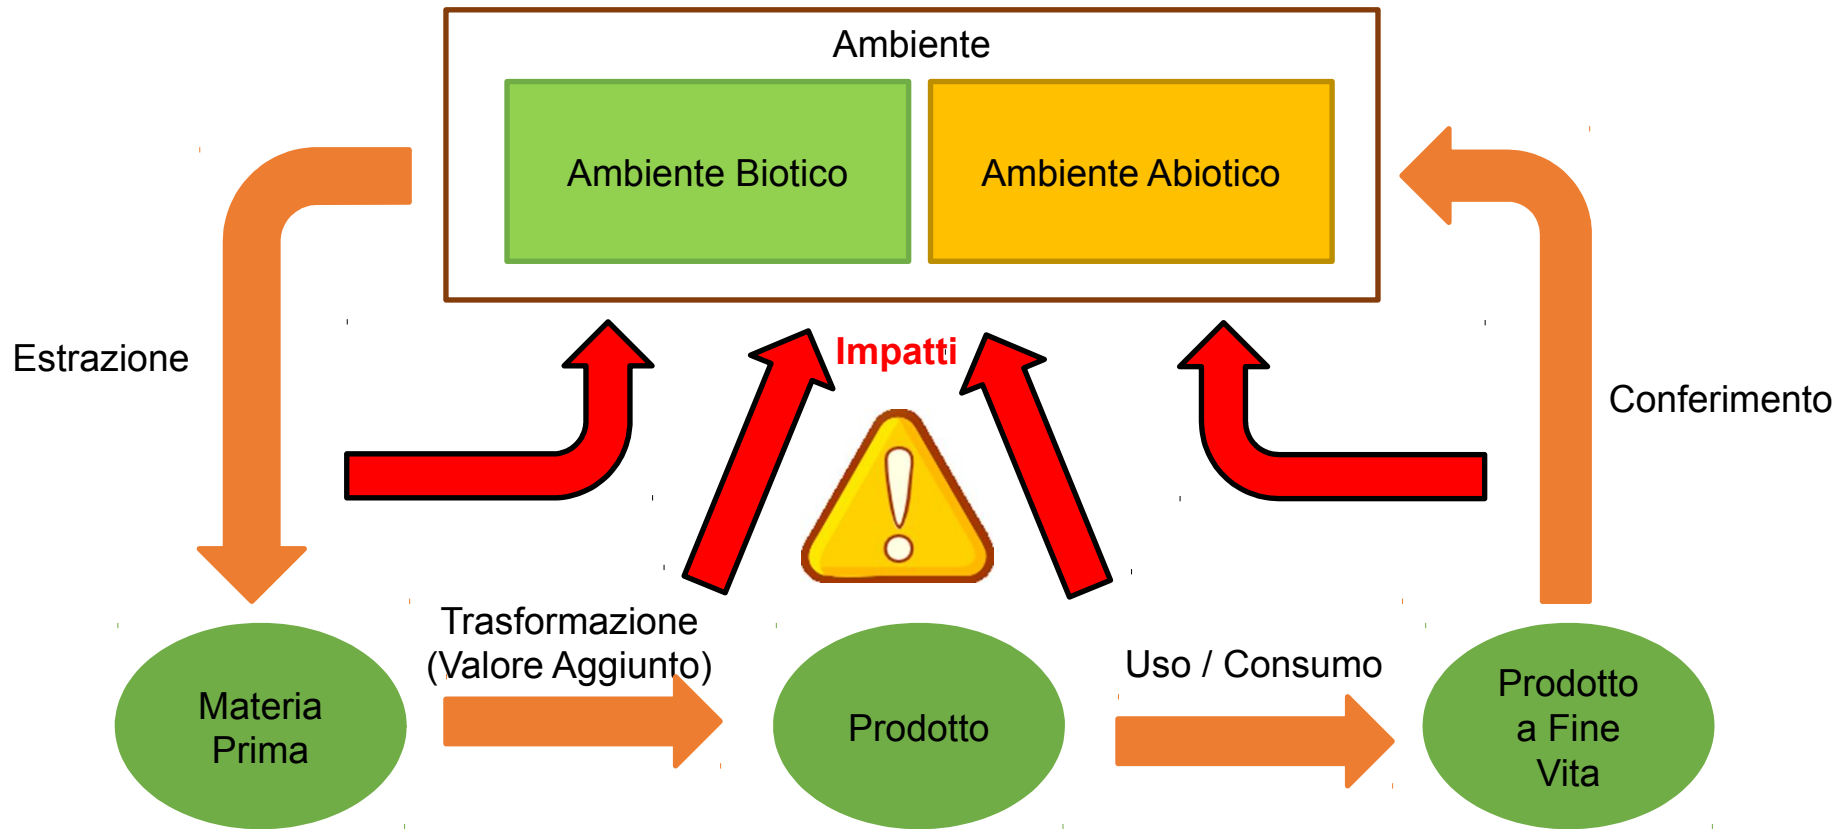 Ambiente
Ambiente Biotico
Ambiente Abiotico
Impatti
Estrazione
Conferimento
Trasformazione
(Valore Aggiunto)
Uso / Consumo
Materia
Prima
Prodotto
Prodotto
a Fine
Vita